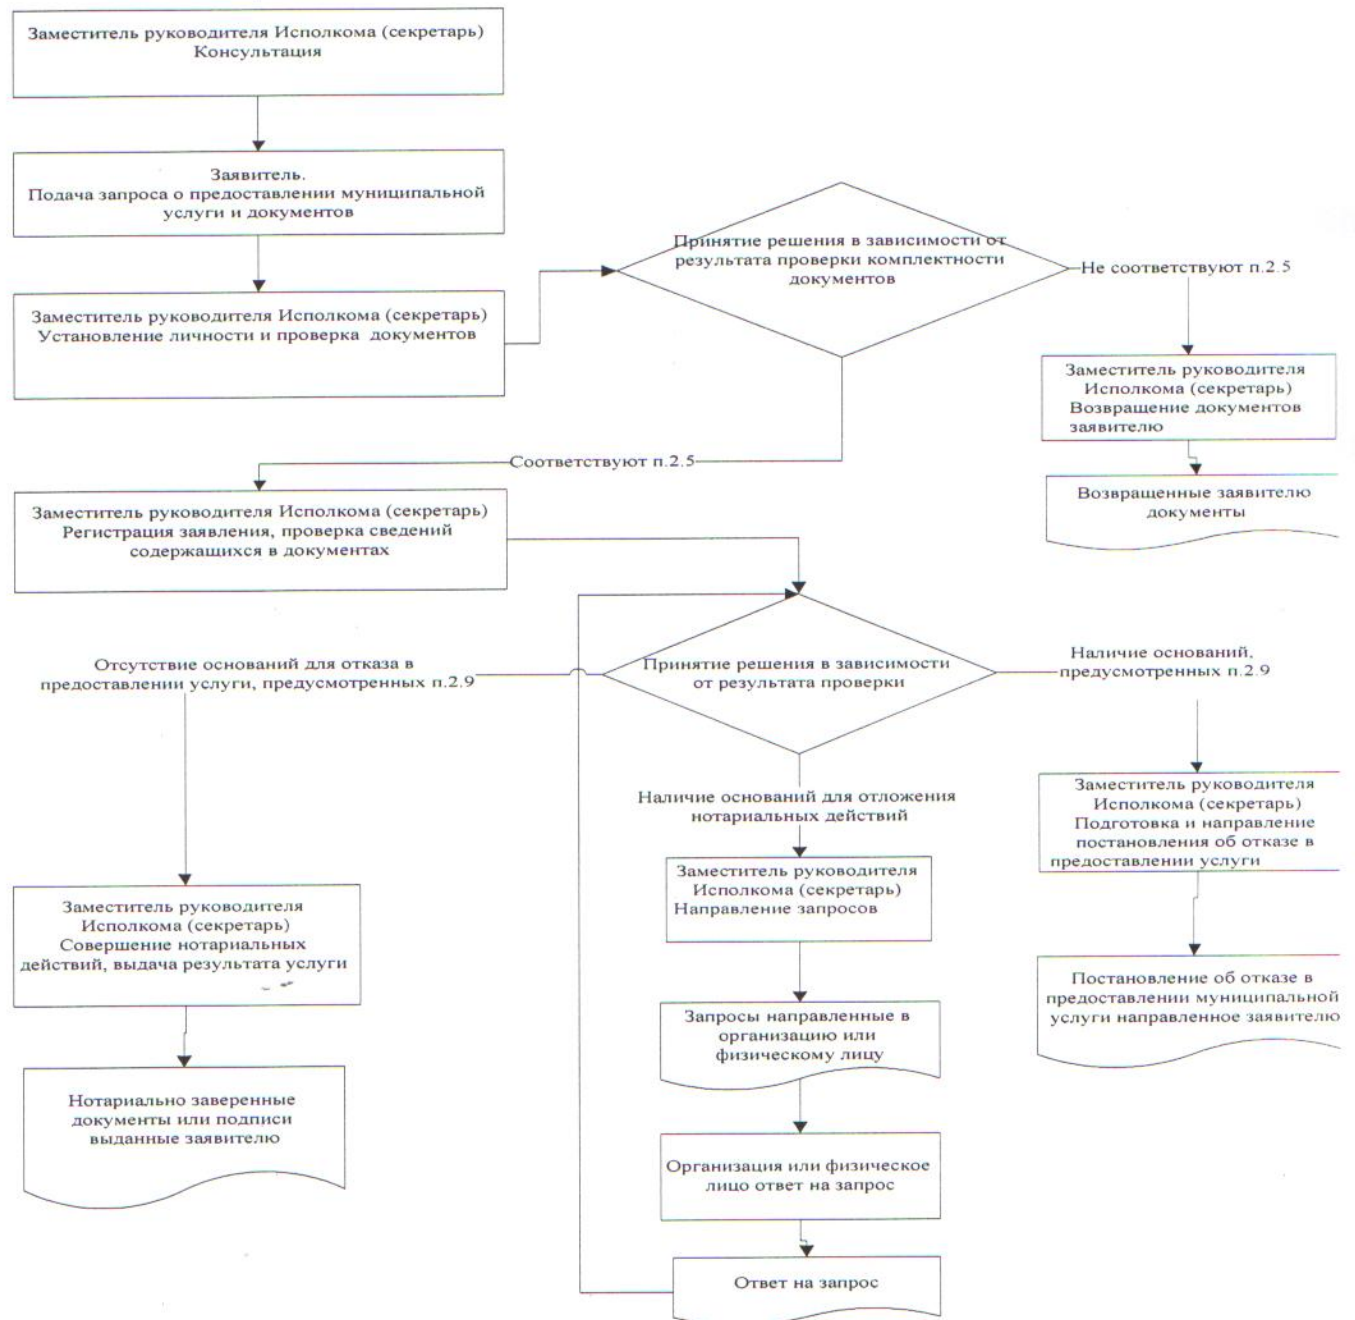 Заместитель руководителя Исполкома (секретарь)
Консультация
Заявитель.
Подача запроса о предоставлении муниципальной
услуги и документов
Заместитель руководителя Исполкома (секретарь)
Установление личности и проверка документов
Принятие решения в зависимости от
результата проверки комплектности
документов
Не соответствуют п.2.5
Заместитель руководителя
Исполкома (секретарь)
Возвращение документов
заявителю
Возвращенные заявителю
документы
Соответствуют п.2.5
Заместитель руководителя Исполкома (секретарь)
Регистрация заявления, проверка сведений
содержащихся в документах
Принятие решения в зависимости
от результата проверки
Отсутствие оснований для отказа в
предоставлении услуги, предусмотренных п.2.9
Наличие оснований,
предусмотренных п.2.9
Наличие оснований для отложения
нотариальных действий
Заместитель руководителя
Исполкома (секретарь)
Подготовка и направление
постановления об отказе в
предоставлении услуги
Заместитель руководителя
Исполкома (секретарь)
Направление запросов
Заместитель руководителя
Исполкома (секретарь)
Совершение нотариальных
действий, выдача результата услуги
Постановление об отказе в
предоставлении муниципальной
услуги направленное заявителю
Запросы направленные в
организацию или
физическому лицу
Нотариально заверенные
документы или подписи
выданные заявителю
Организация или физическое
лицо ответ на запрос
Ответ на запрос